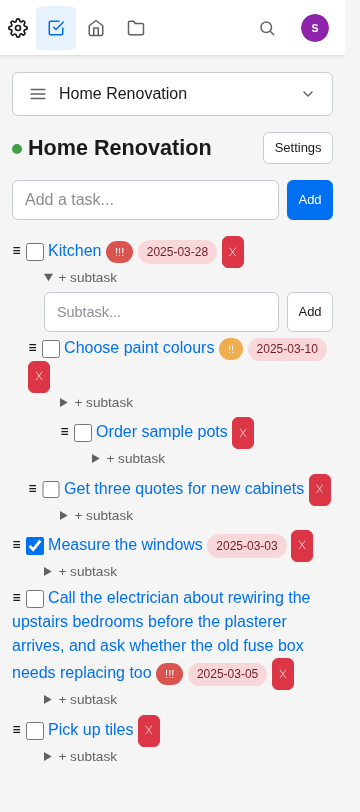 S
Home Renovation
Home Renovation Settings
Add a task... Add
Kitchen !!! 2025-03-28 X
+ subtask
Subtask... Add
Choose paint colours !! 2025-03-10
X
+ subtask
Order sample pots X
+ subtask
Get three quotes for new cabinets X
+ subtask
Measure the windows 2025-03-03 X
+ subtask
Call the electrician about rewiring the
upstairs bedrooms before the plasterer
arrives, and ask whether the old fuse box
needs replacing too !!! 2025-03-05 X
+ subtask
Pick up tiles X
+ subtask